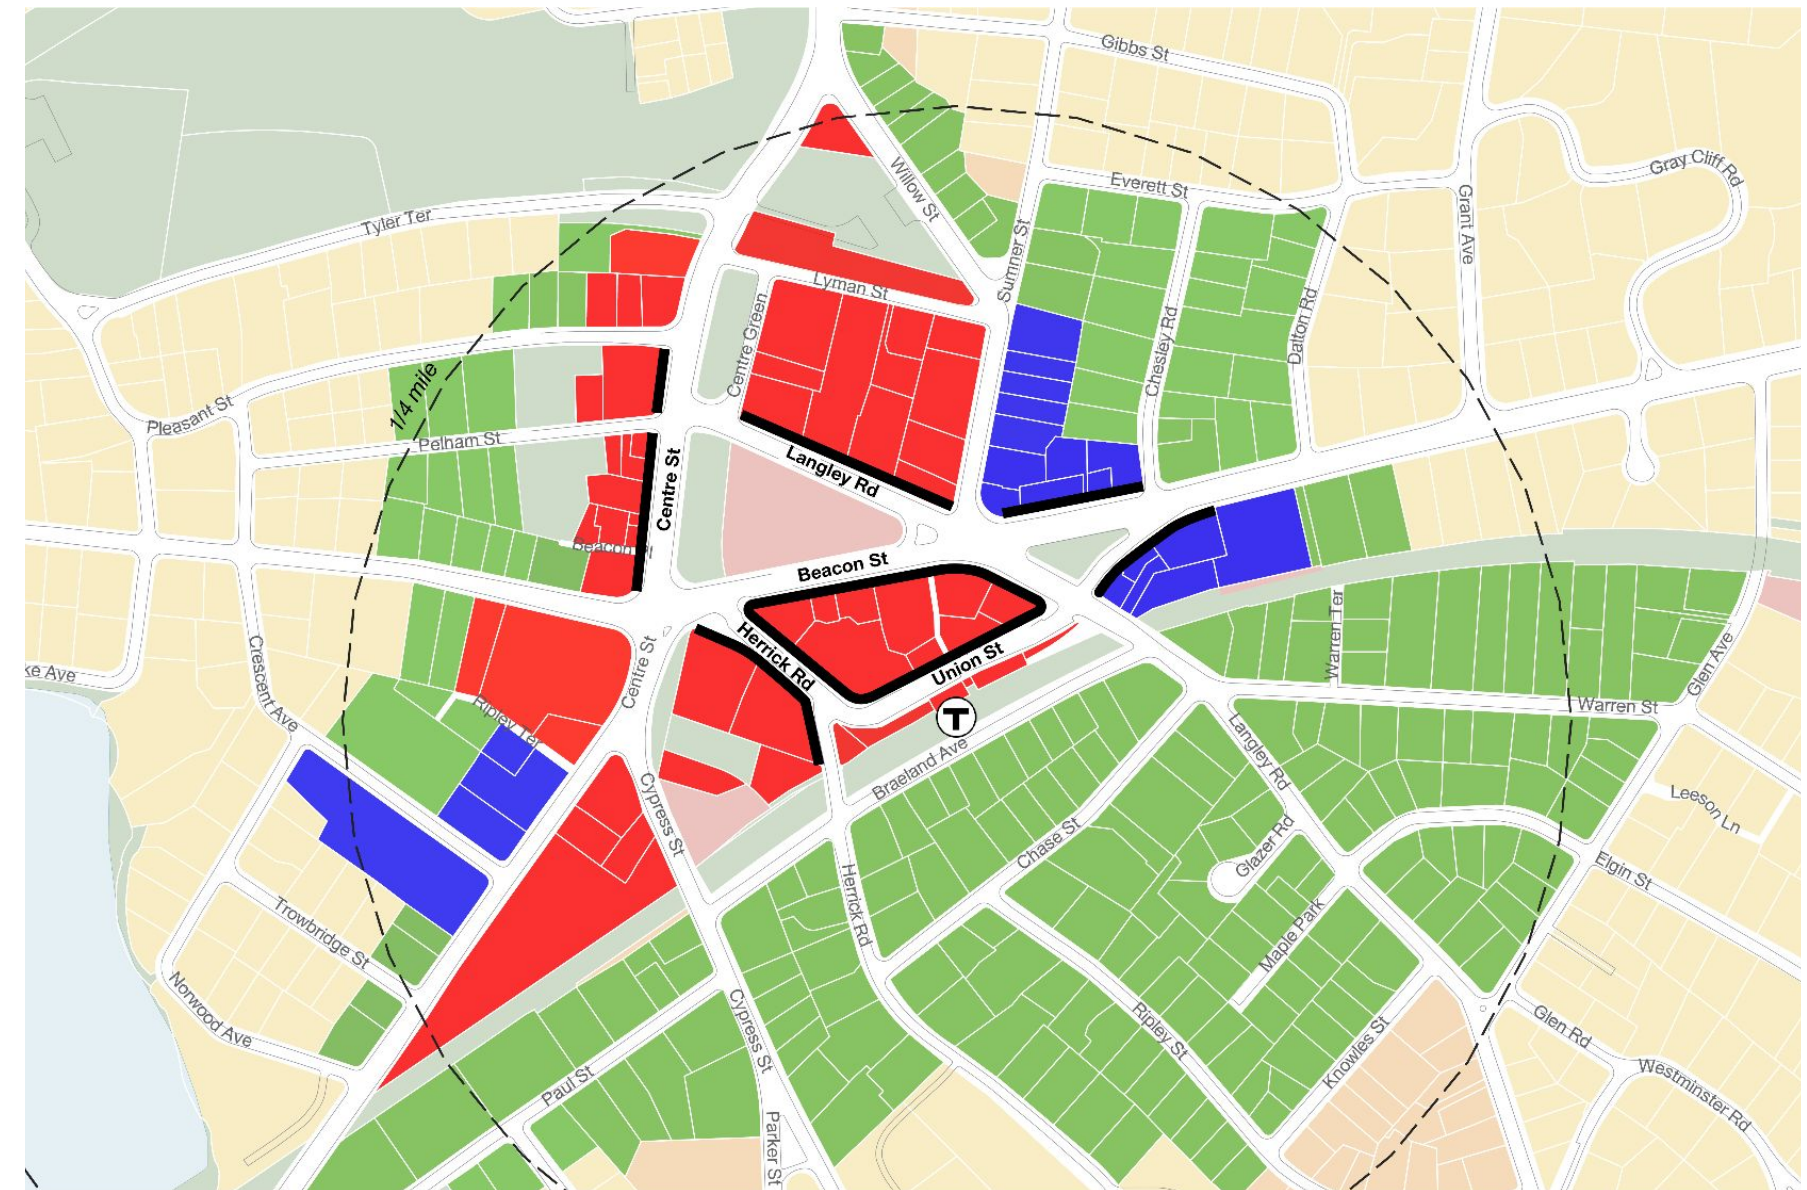 Gibbs St
Gray Cliff Rd
Everett St
Willow St
Grant Ave
Tyler Ter
Sumner St
Lyman St
Centre Green
Chesley Rd
Dalton Rd
1/4 mile
Pleasant St
Pelham St
Langley Rd
Centre St
Beacon St
Beacon St
Herrick Rd
Union St
Warren Ter
Glen Ave
ke Ave
Crescent Ave
Centre St
Ripley Ter
Warren St
T
Langley Rd
Braeland Ave
Cypress St
Leeson Ln
Chase St
Glazer Rd
Elgin St
Herrick Rd
Trowbridge St
Maple Park
Norwood Ave
Cypress St
Ripley St
Glen Rd
Knowles St
Westminster Rd
Paul St
Parker St